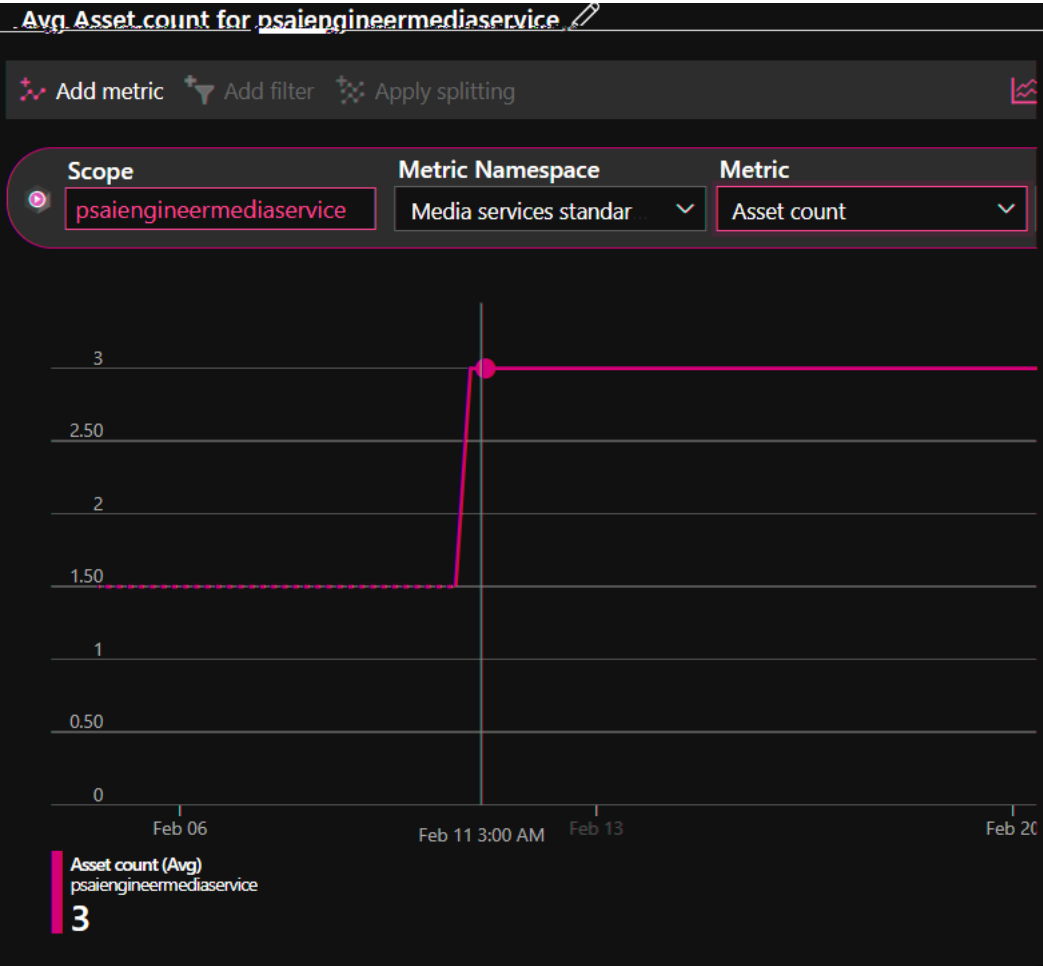 Avg Asset count for psaiengineermediaservice
Add metric Add filter Apply splitting
Scope Metric Namespace Metric
psaiengineermediaservice Media services standar... Asset count
3
2.50
2
1.50
1
0.50
0
Feb 06 Feb 11 3:00 AM Feb 13 Feb 20
Asset count (Avg)
psaiengineermediaservice
3